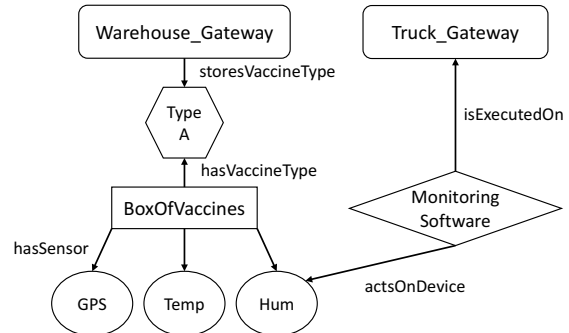 Warehouse_Gateway
Truck_Gateway
storesVaccineType
Type
A
isExecutedOn
hasVaccineType
BoxOfVaccines
Monitoring
Software
hasSensor
GPS
Temp
Hum
actsOnDevice